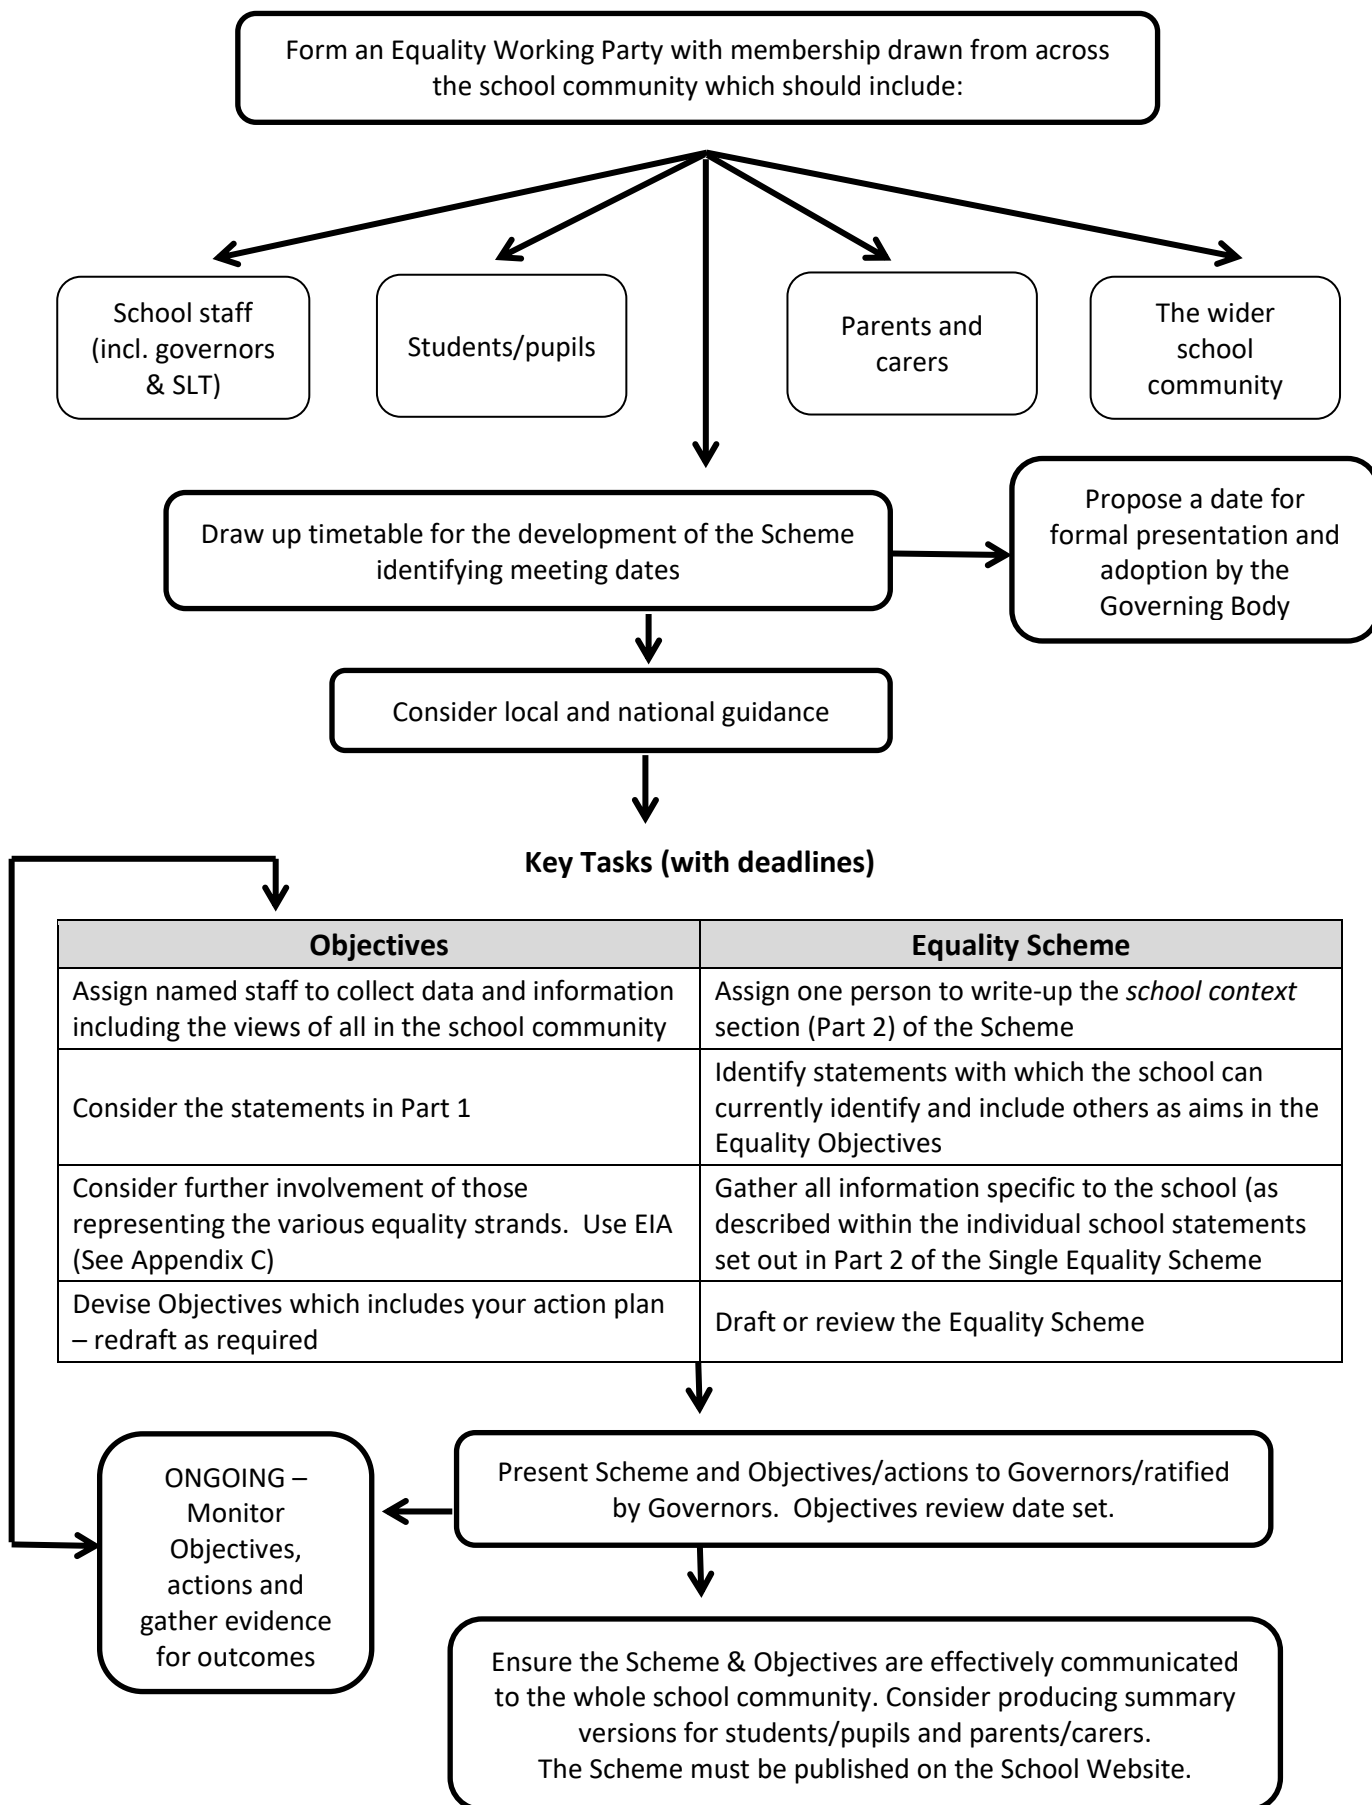 Form an Equality Working Party with membership drawn from across
the school community which should include:
School staff
(incl. governors
& SLT)
Students/pupils
Parents and
carers
The wider
school
community
Draw up timetable for the development of the Scheme
identifying meeting dates
Propose a date for
formal presentation and
adoption by the
Governing Body
Consider local and national guidance
Key Tasks (with deadlines)
Objectives
Equality Scheme
Assign named staff to collect data and information
including the views of all in the school community
Assign one person to write-up the school context
section (Part 2) of the Scheme
Consider the statements in Part 1
Identify statements with which the school can
currently identify and include others as aims in the
Equality Objectives
Consider further involvement of those
representing the various equality strands.  Use EIA
(See Appendix C)
Gather all information specific to the school (as
described within the individual school statements
set out in Part 2 of the Single Equality Scheme
Devise Objectives which includes your action plan
– redraft as required
Draft or review the Equality Scheme
ONGOING –
Monitor
Objectives,
actions and
gather evidence
for outcomes
Present Scheme and Objectives/actions to Governors/ratified
by Governors.  Objectives review date set.
Ensure the Scheme & Objectives are effectively communicated
to the whole school community. Consider producing summary
versions for students/pupils and parents/carers.
The Scheme must be published on the School Website.